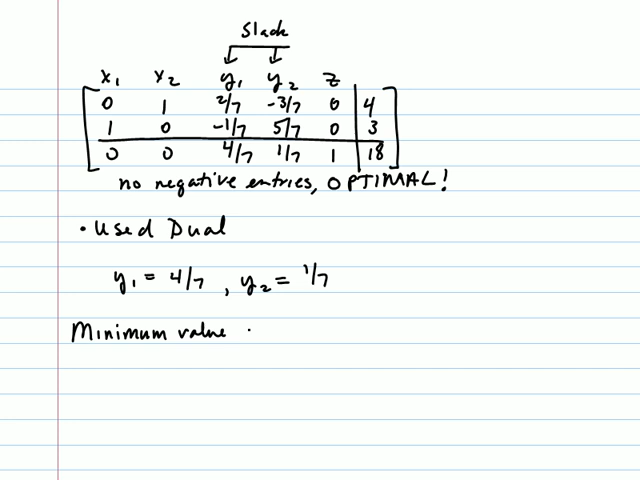 Slack
x₁ x₂ y₁ y₂ z
0 1 2/7 -3/7 0 4
1 0 -1/7 5/7 0 3
0 0 4/7 1/7 1 18
no negative entries, OPTIMAL!
• Used Dual
y₁ = 4/7, y₂ = 1/7
Minimum value